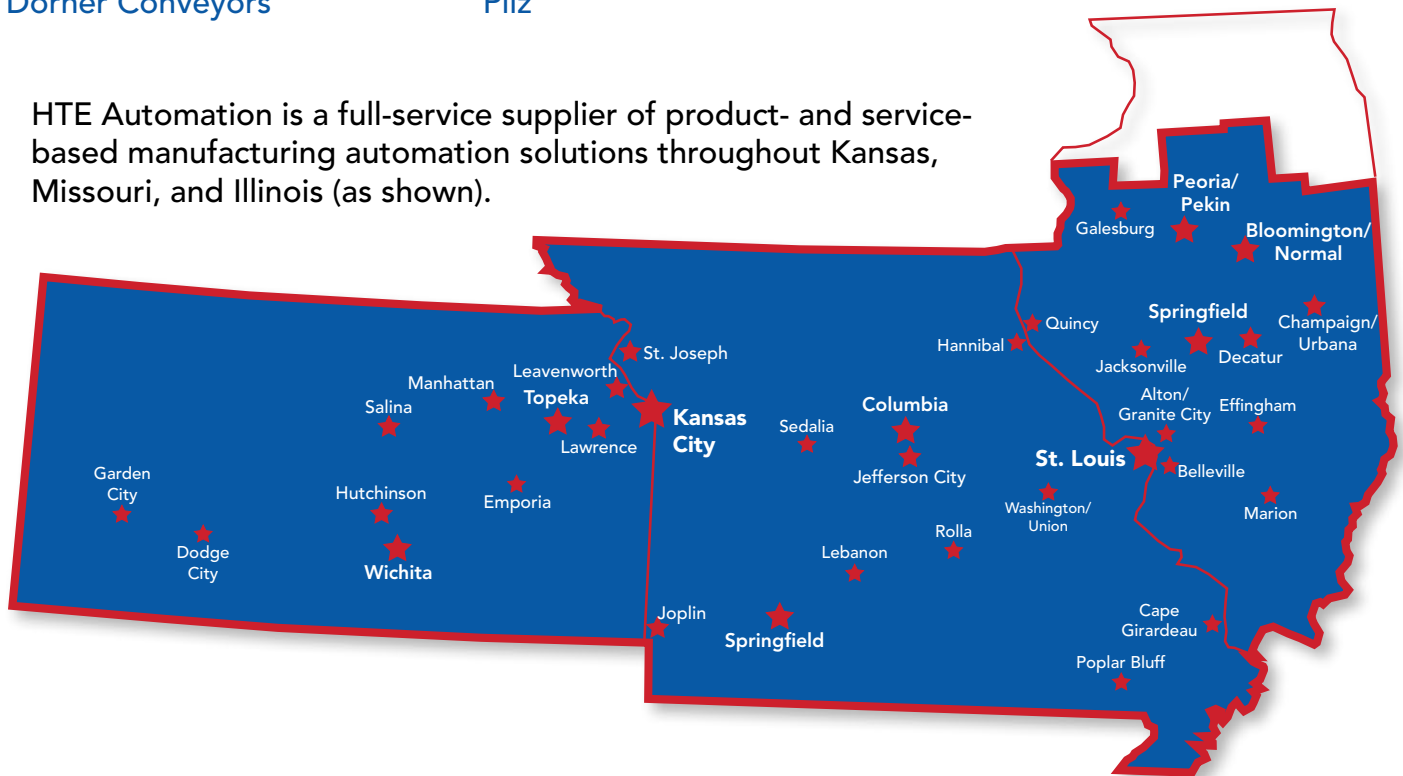 Dorner Conveyors
Pilz
HTE Automation is a full-service supplier of product- and service-
based manufacturing automation solutions throughout Kansas,
Missouri, and Illinois (as shown).
Peoria/
Pekin
Galesburg
Bloomington/
Normal
Springfield
Champaign/
Urbana
Quincy
Hannibal
Jacksonville
Decatur
St. Joseph
Leavenworth
Manhattan
Topeka
Salina
Lawrence
Kansas
City
Sedalia
Columbia
Jefferson City
Alton/
Granite City
Effingham
St. Louis
Belleville
Marion
Garden
City
Hutchinson
Emporia
Dodge
City
Wichita
Washington/
Union
Rolla
Lebanon
Joplin
Springfield
Cape
Girardeau
Poplar Bluff